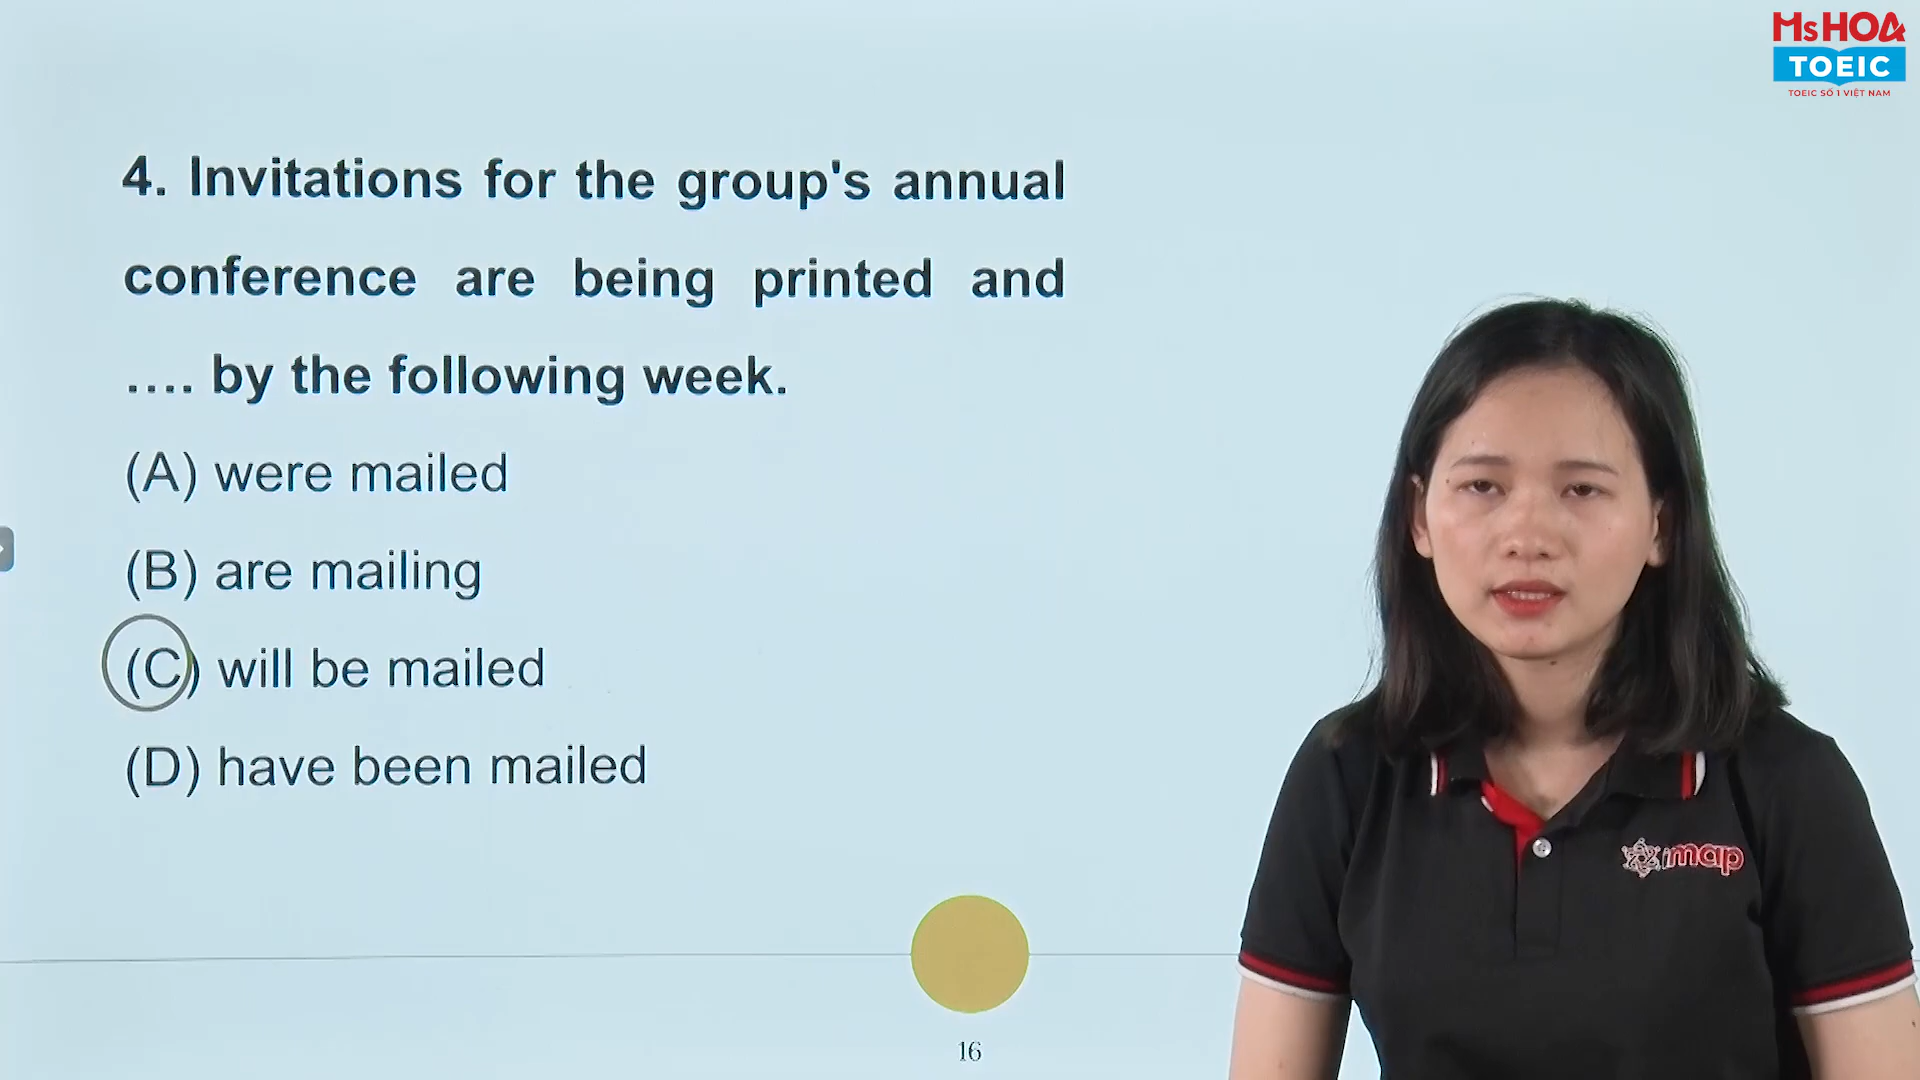 MsHOA
TOEIC
TOEIC SỐ 1 VIỆT NAM
4. Invitations for the group's annual
conference are being printed and
.... by the following week.
(A) were mailed
(B) are mailing
(C) will be mailed
(D) have been mailed
imap
16